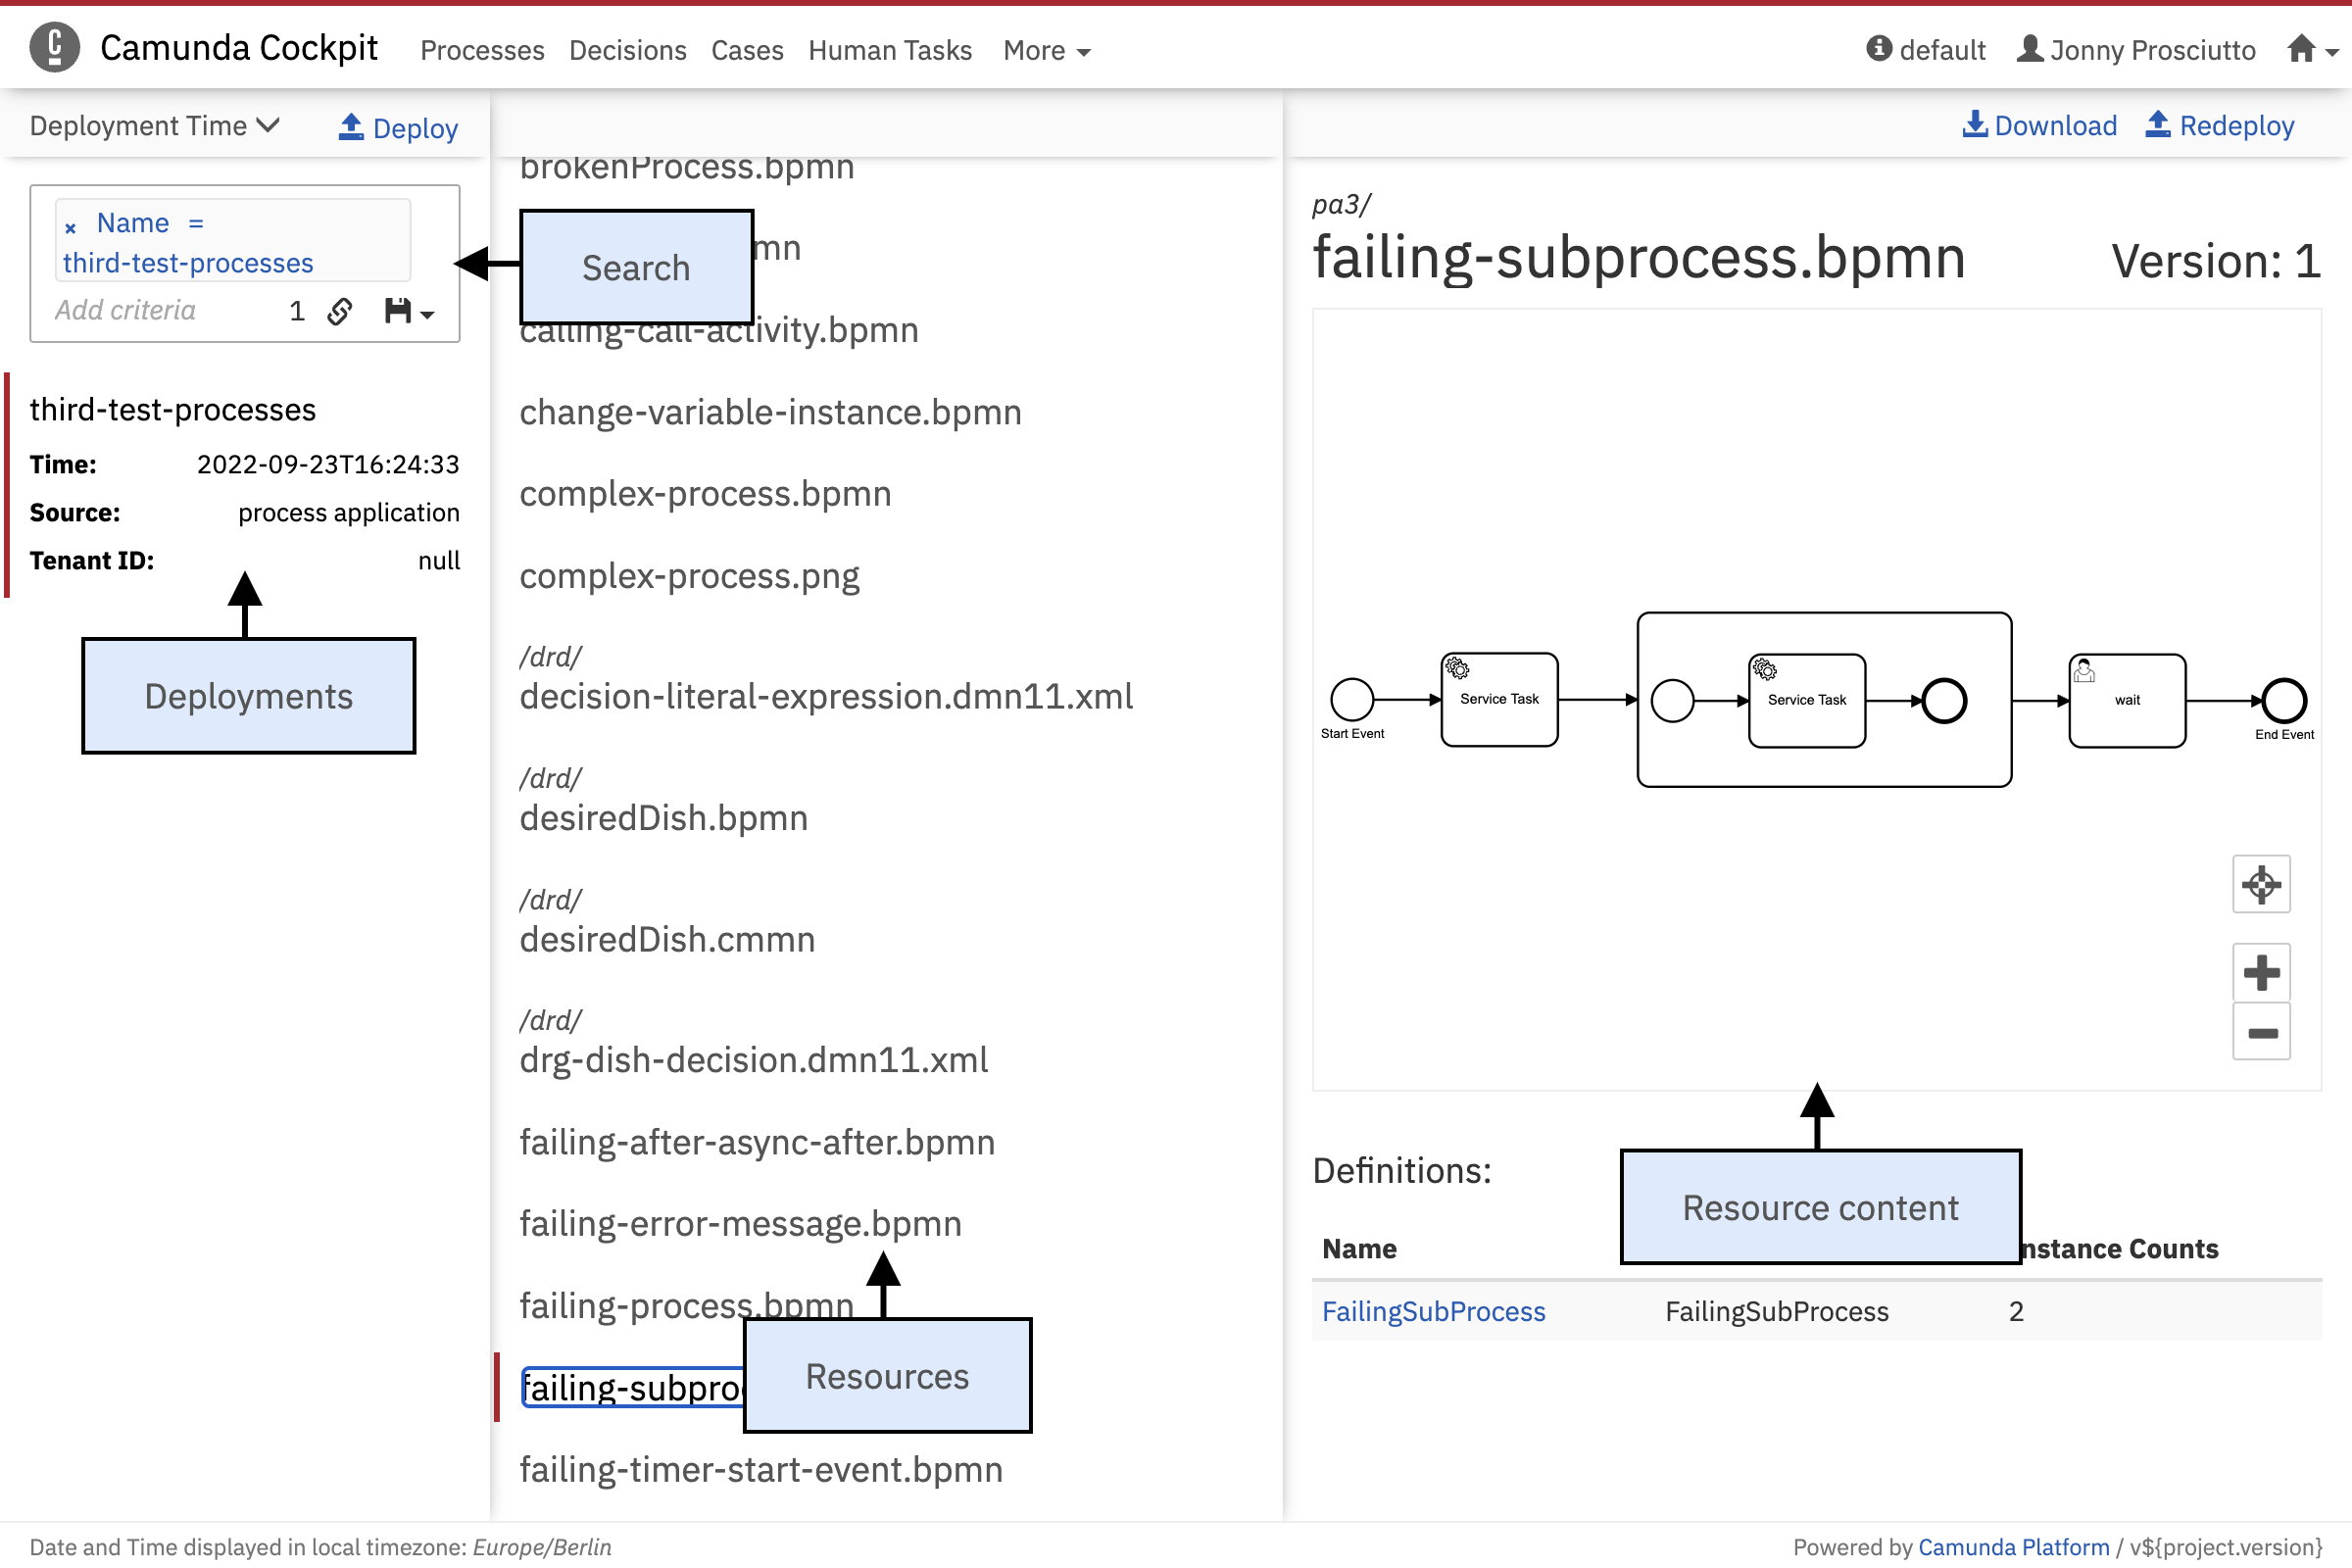 Camunda Cockpit Processes Decisions Cases Human Tasks More default Jonny Prosciutto
Deployment Time Deploy
Download Redeploy
× Name =
third-test-processes
Add criteria 1
third-test-processes
Time: 2022-09-23T16:24:33
Source: process application
Tenant ID: null
Deployments
brokenProcess.bpmn
mn
Search
calling-call-activity.bpmn
change-variable-instance.bpmn
complex-process.bpmn
complex-process.png
/drd/
decision-literal-expression.dmn11.xml
/drd/
desiredDish.bpmn
/drd/
desiredDish.cmmn
/drd/
drg-dish-decision.dmn11.xml
failing-after-async-after.bpmn
failing-error-message.bpmn
failing-process.bpmn
failing-subpro
Resources
failing-timer-start-event.bpmn
pa3/
failing-subprocess.bpmn Version: 1
Start Event
Service Task
Service Task
wait
End Event
Resource content
Definitions:
Name nstance Counts
FailingSubProcess FailingSubProcess 2
Date and Time displayed in local timezone: Europe/Berlin
Powered by Camunda Platform / v${project.version}